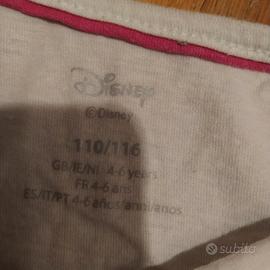 Disney
©Disney
110/116
GB/IE/NI 4-6 years
FR 4-6 ans
ES/IT/PT 4-6 años/anni/anos
subito